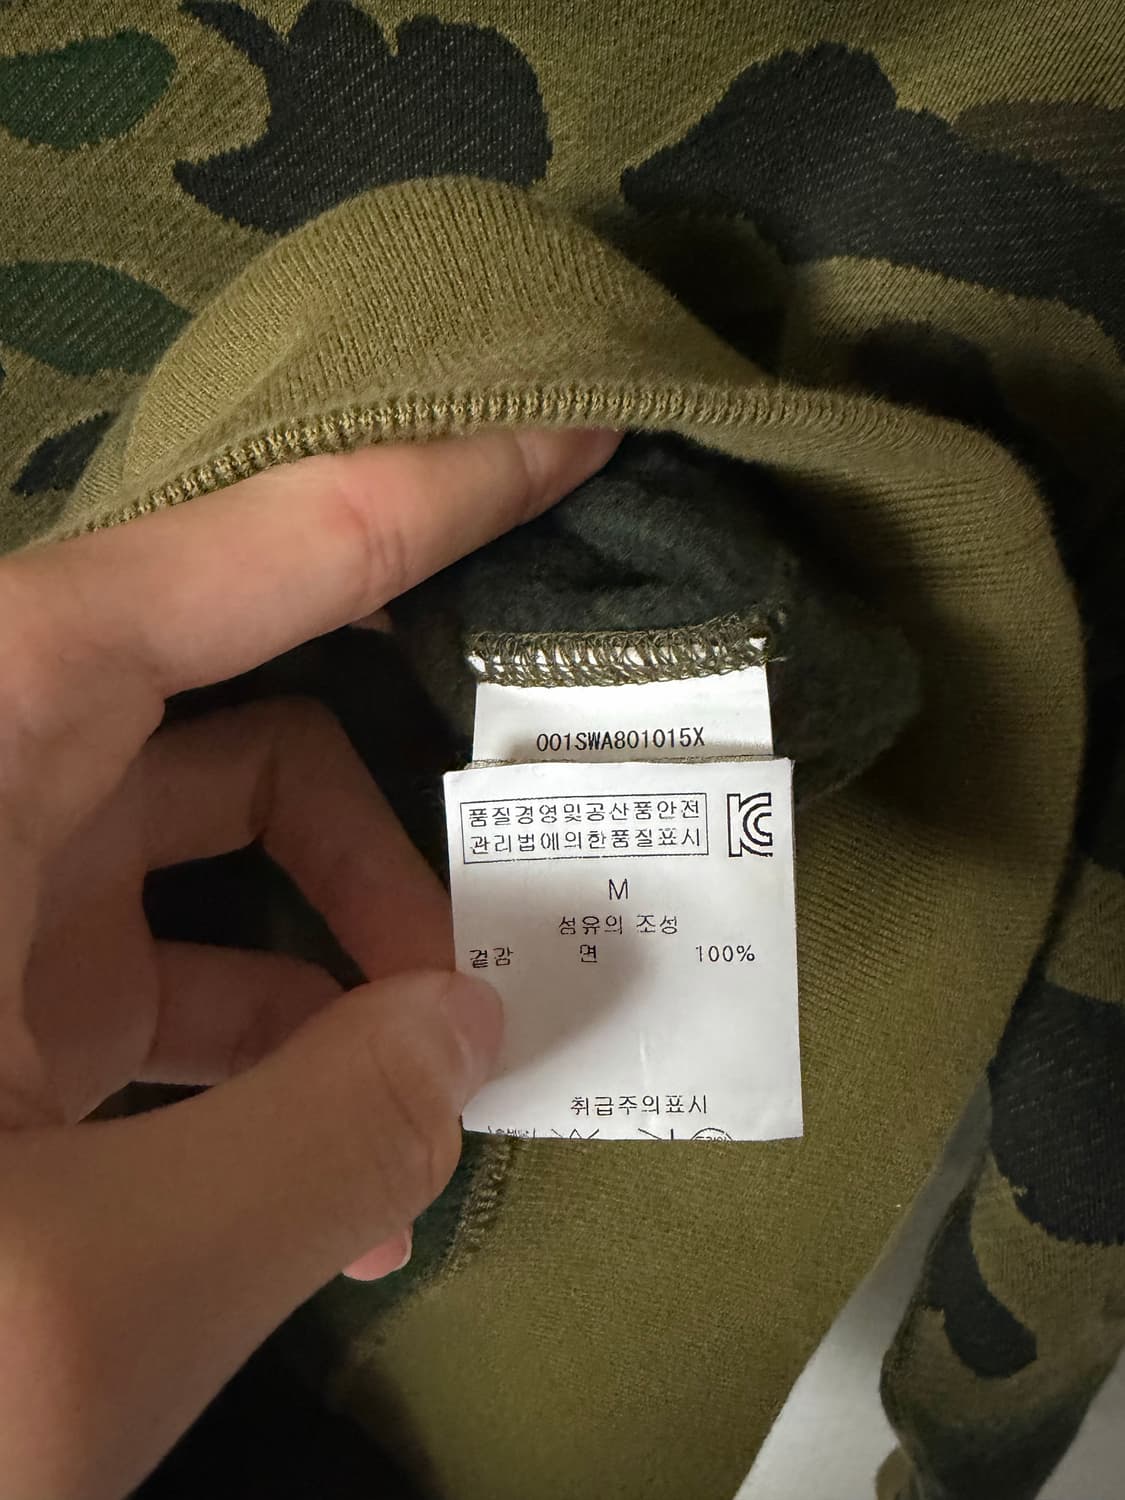 001SWA801015X
품질경영및공산품안전
관리법에의한품질표시
M
섬유의 조성
겉감 면 100%
취급주의표시